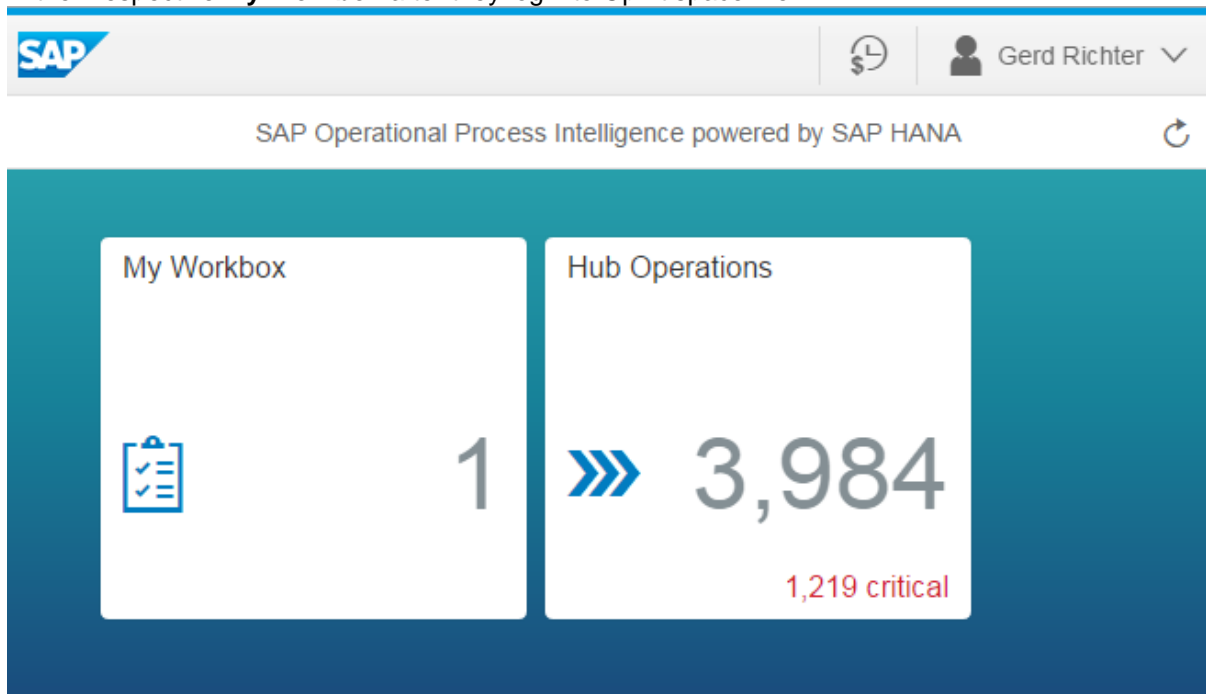 SAP
$
Gerd Richter
SAP Operational Process Intelligence powered by SAP HANA
My Workbox
Hub Operations
1
3,984
1,219 critical